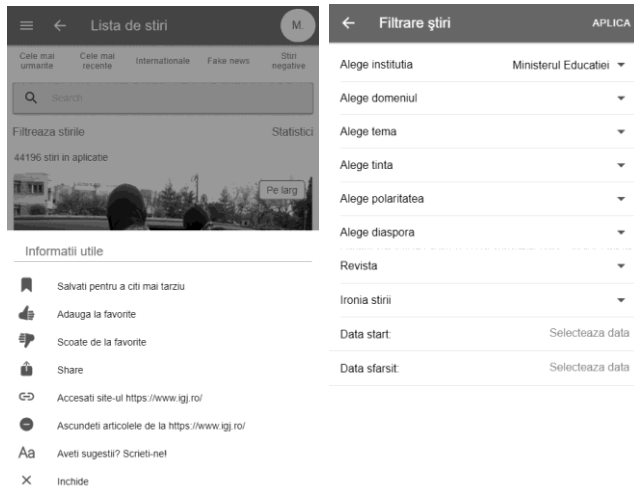 Lista de stiri
M.
Cele mai urmarite
Cele mai recente
Internationale
Fake news
Stiri negative
Search
Filtreaza stirile
Statistici
44196 stiri in aplicatie
Pe larg
Informatii utile
Salvati pentru a citi mai tarziu
Adauga la favorite
Scoate de la favorite
Share
Accesati site-ul https://www.igj.ro/
Ascundeti articolele de la https://www.igj.ro/
Aa Aveti sugestii? Scrieti-ne!
Inchide
Filtrare ştiri
APLICA
Alege institutia Ministerul Educatiei
Alege domeniul
Alege tema
Alege tinta
Alege polaritatea
Alege diaspora
Revista
Ironia stirii
Data start: Selecteaza data
Data sfarsit: Selecteaza data